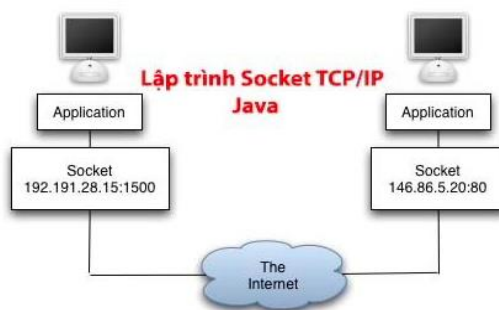 Lập trình Socket TCP/IP
Java
Application
Application
Socket
192.191.28.15:1500
Socket
146.86.5.20:80
The
Internet